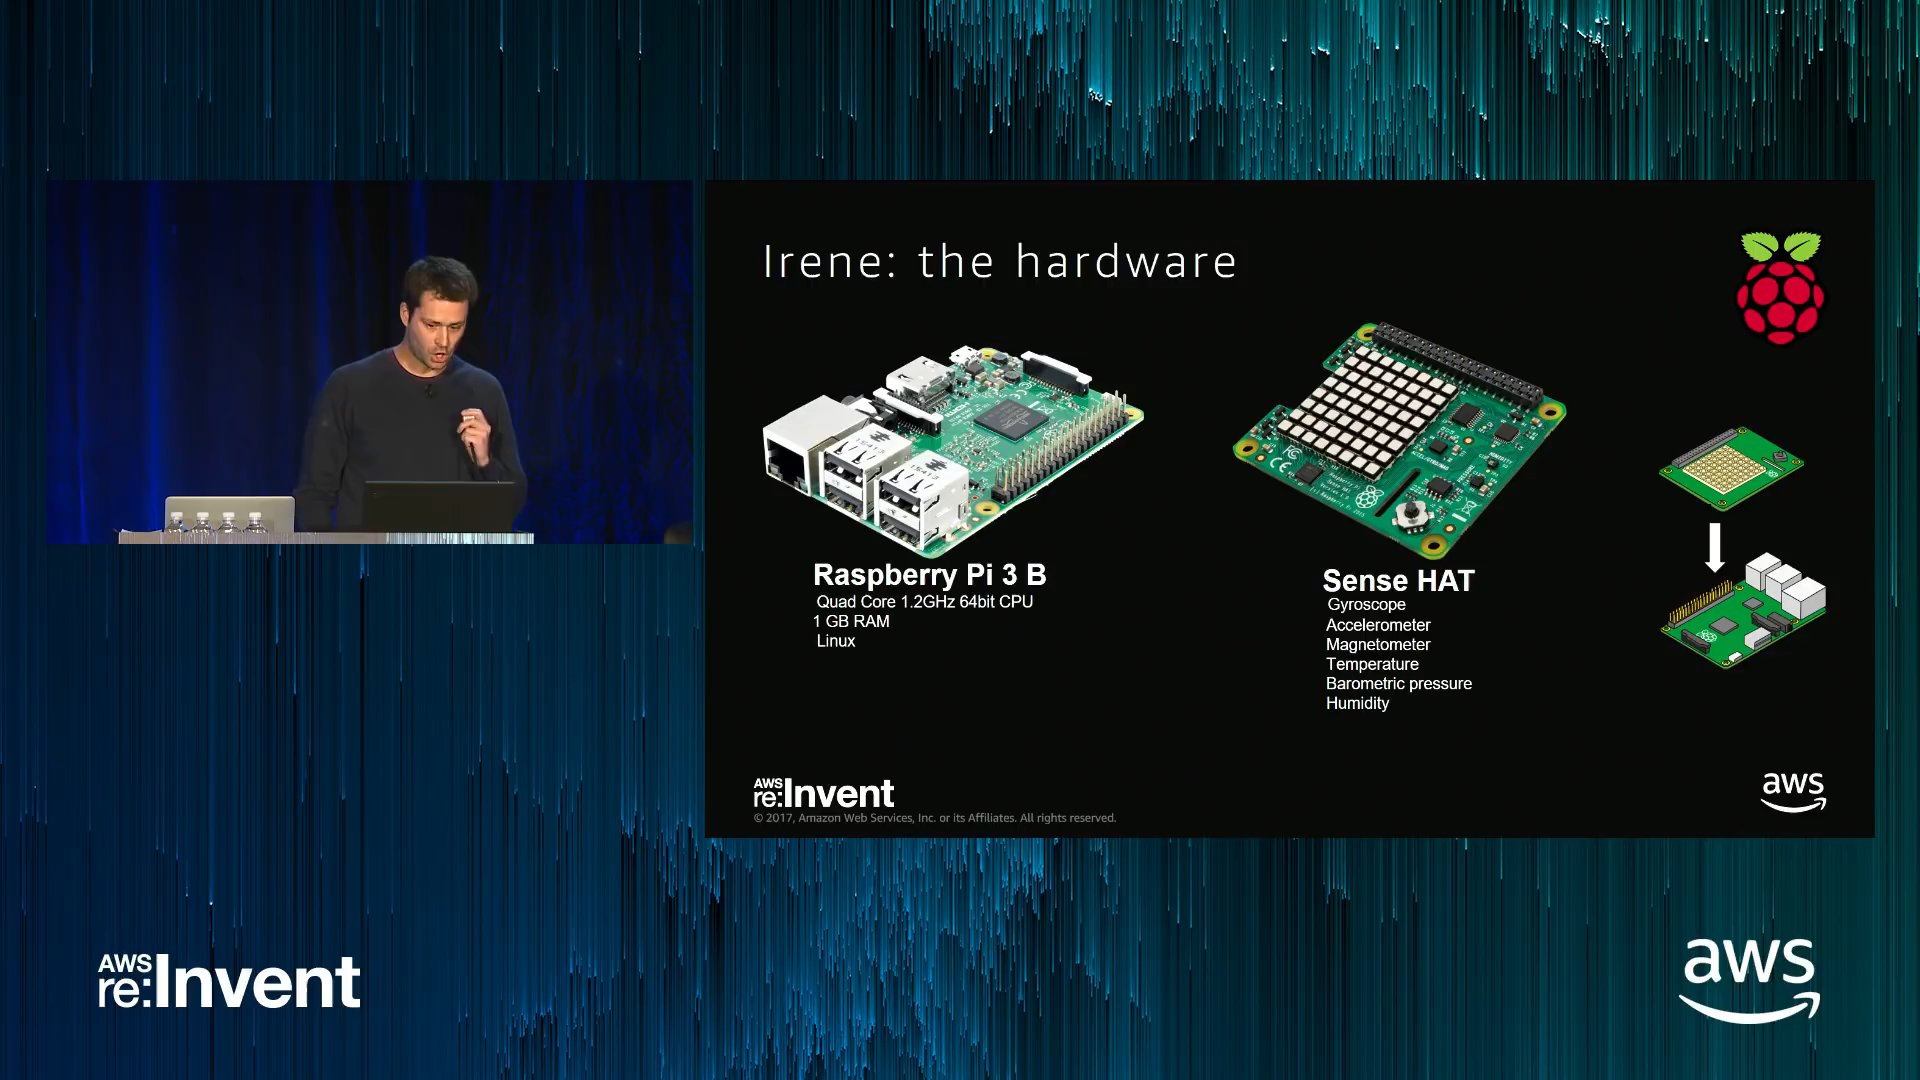 Irene: the hardware
Raspberry Pi 3 B
Quad Core 1.2GHz 64bit CPU
1 GB RAM
Linux
Sense HAT
Gyroscope
Accelerometer
Magnetometer
Temperature
Barometric pressure
Humidity
AWS
re:Invent
© 2017, Amazon Web Services, Inc. or its Affiliates. All rights reserved.
aws
AWS
re:Invent
aws